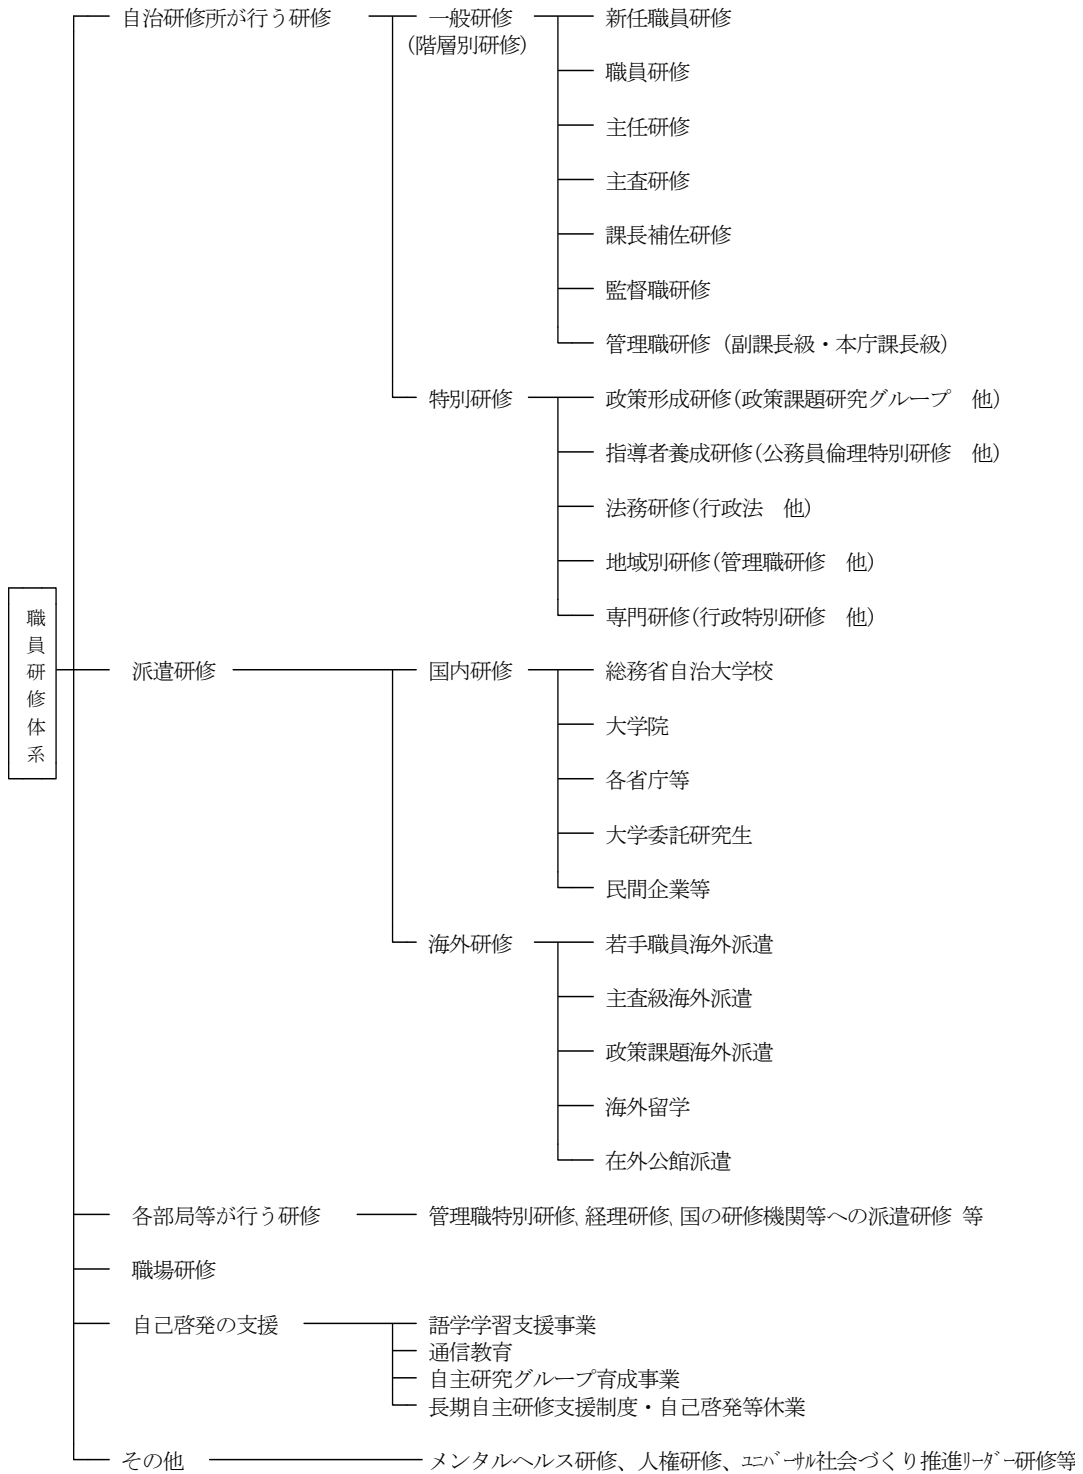 自治研修所が行う研修
一般研修
(階層別研修)
新任職員研修
職員研修
主任研修
主査研修
課長補佐研修
監督職研修
管理職研修 (副課長級・本庁課長級)
特別研修
政策形成研修(政策課題研究グループ　他)
指導者養成研修(公務員倫理特別研修　他)
法務研修(行政法　他)
地域別研修(管理職研修　他)
専門研修(行政特別研修　他)
職員研修体系
派遣研修
国内研修
総務省自治大学校
大学院
各省庁等
大学委託研究生
民間企業等
海外研修
若手職員海外派遣
主査級海外派遣
政策課題海外派遣
海外留学
在外公館派遣
各部局等が行う研修
管理職特別研修、経理研修、国の研修機関等への派遣研修 等
職場研修
自己啓発の支援
語学学習支援事業
通信教育
自主研究グループ育成事業
長期自主研修支援制度・自己啓発等休業
その他
メンタルヘルス研修、人権研修、ユニバーサル社会づくり推進リーダー研修等